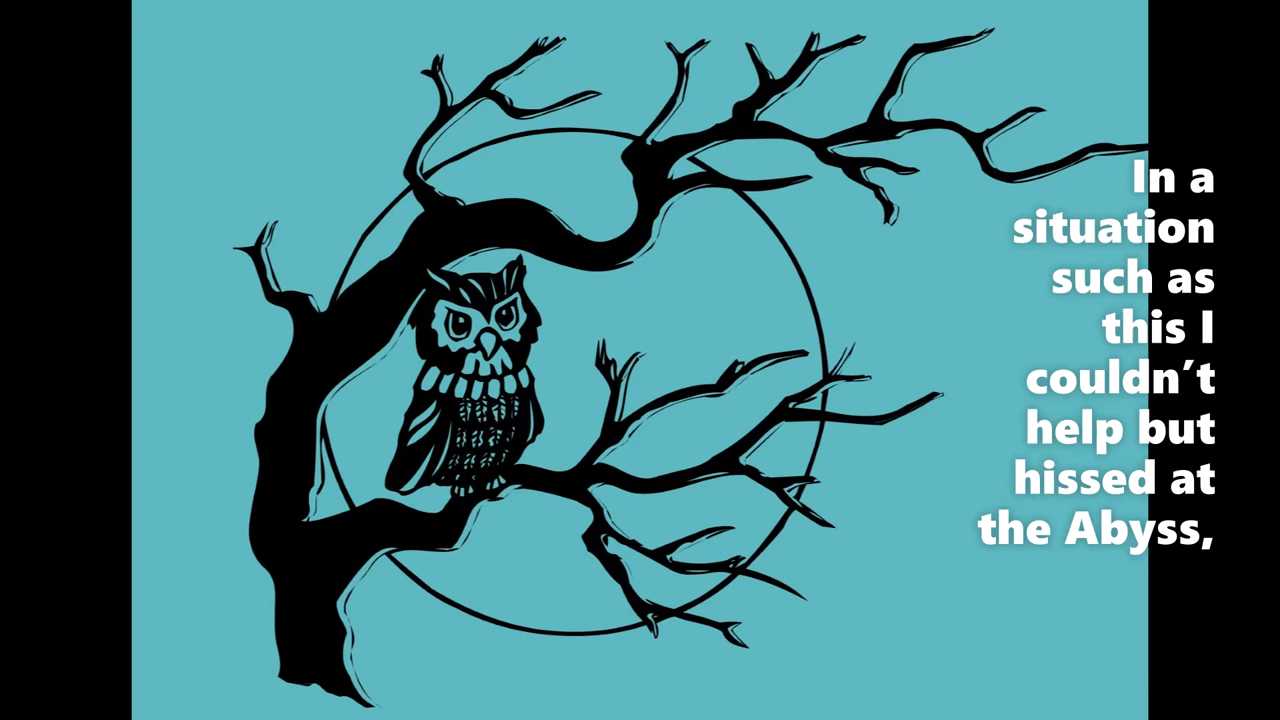 In a
situation
such as
this I
couldn’t
help but
hissed at
the Abyss,